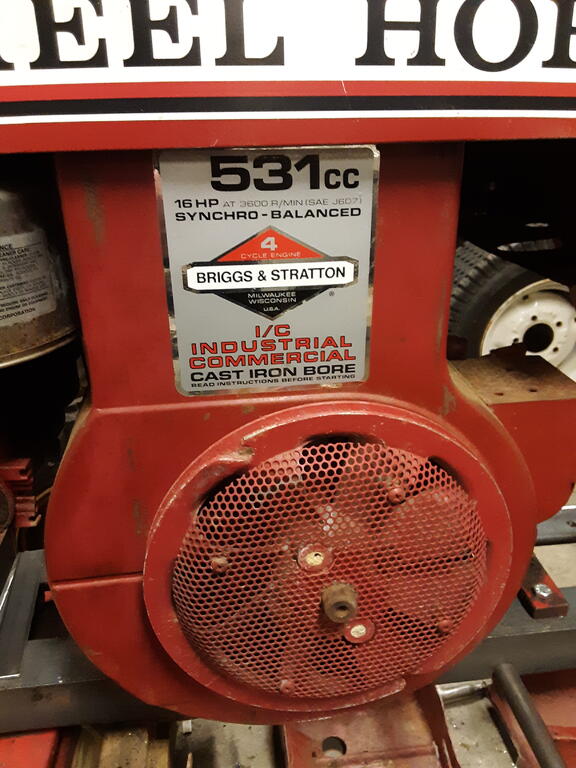 EEL HO
531cc
16 HP AT 3600 R/MIN (SAE J607)
SYNCHRO-BALANCED
4
CYCLE ENGINE
BRIGGS & STRATTON
MILWAUKEE
WISCONSIN
®
U.S.A.
I/C
INDUSTRIAL
COMMERCIAL
CAST IRON BORE
READ INSTRUCTIONS BEFORE STARTING